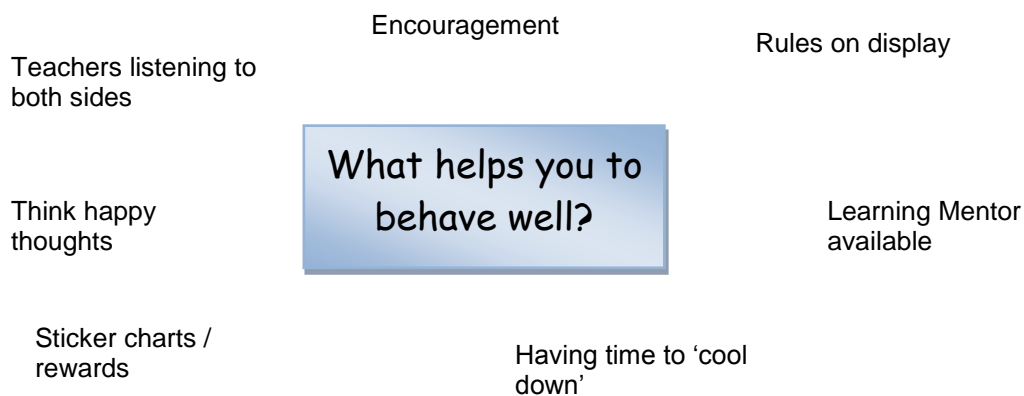 Encouragement
Rules on display
Teachers listening to
both sides
What helps you to
behave well?
Think happy
thoughts
Learning Mentor
available
Sticker charts /
rewards
Having time to ‘cool
down’